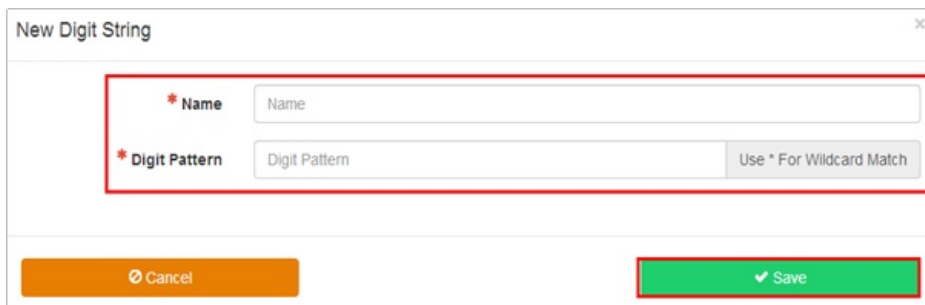 New Digit String ×
* Name Name
* Digit Pattern Digit Pattern Use * For Wildcard Match
Cancel Save